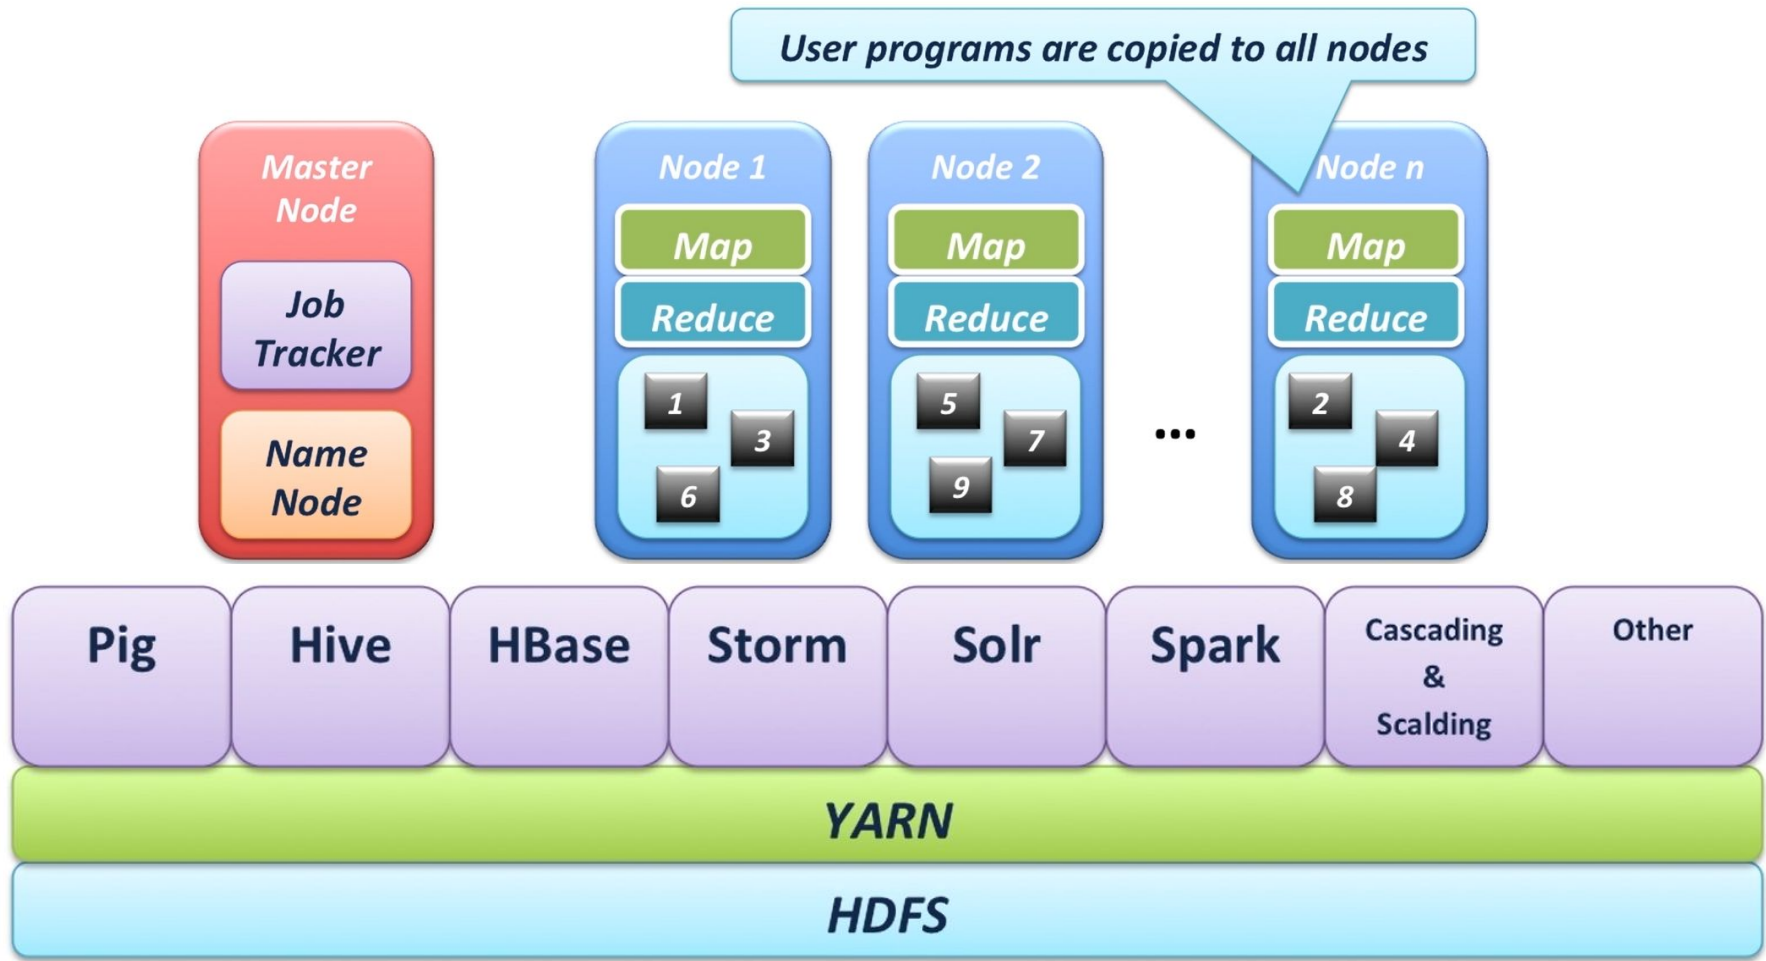 User programs are copied to all nodes
Master
Node
Job
Tracker
Name
Node
Node 1
Map
Reduce
1
3
6
Node 2
Map
Reduce
5
7
9
...
Node n
Map
Reduce
2
4
8
Pig
Hive
HBase
Storm
Solr
Spark
Cascading
&
Scalding
Other
YARN
HDFS